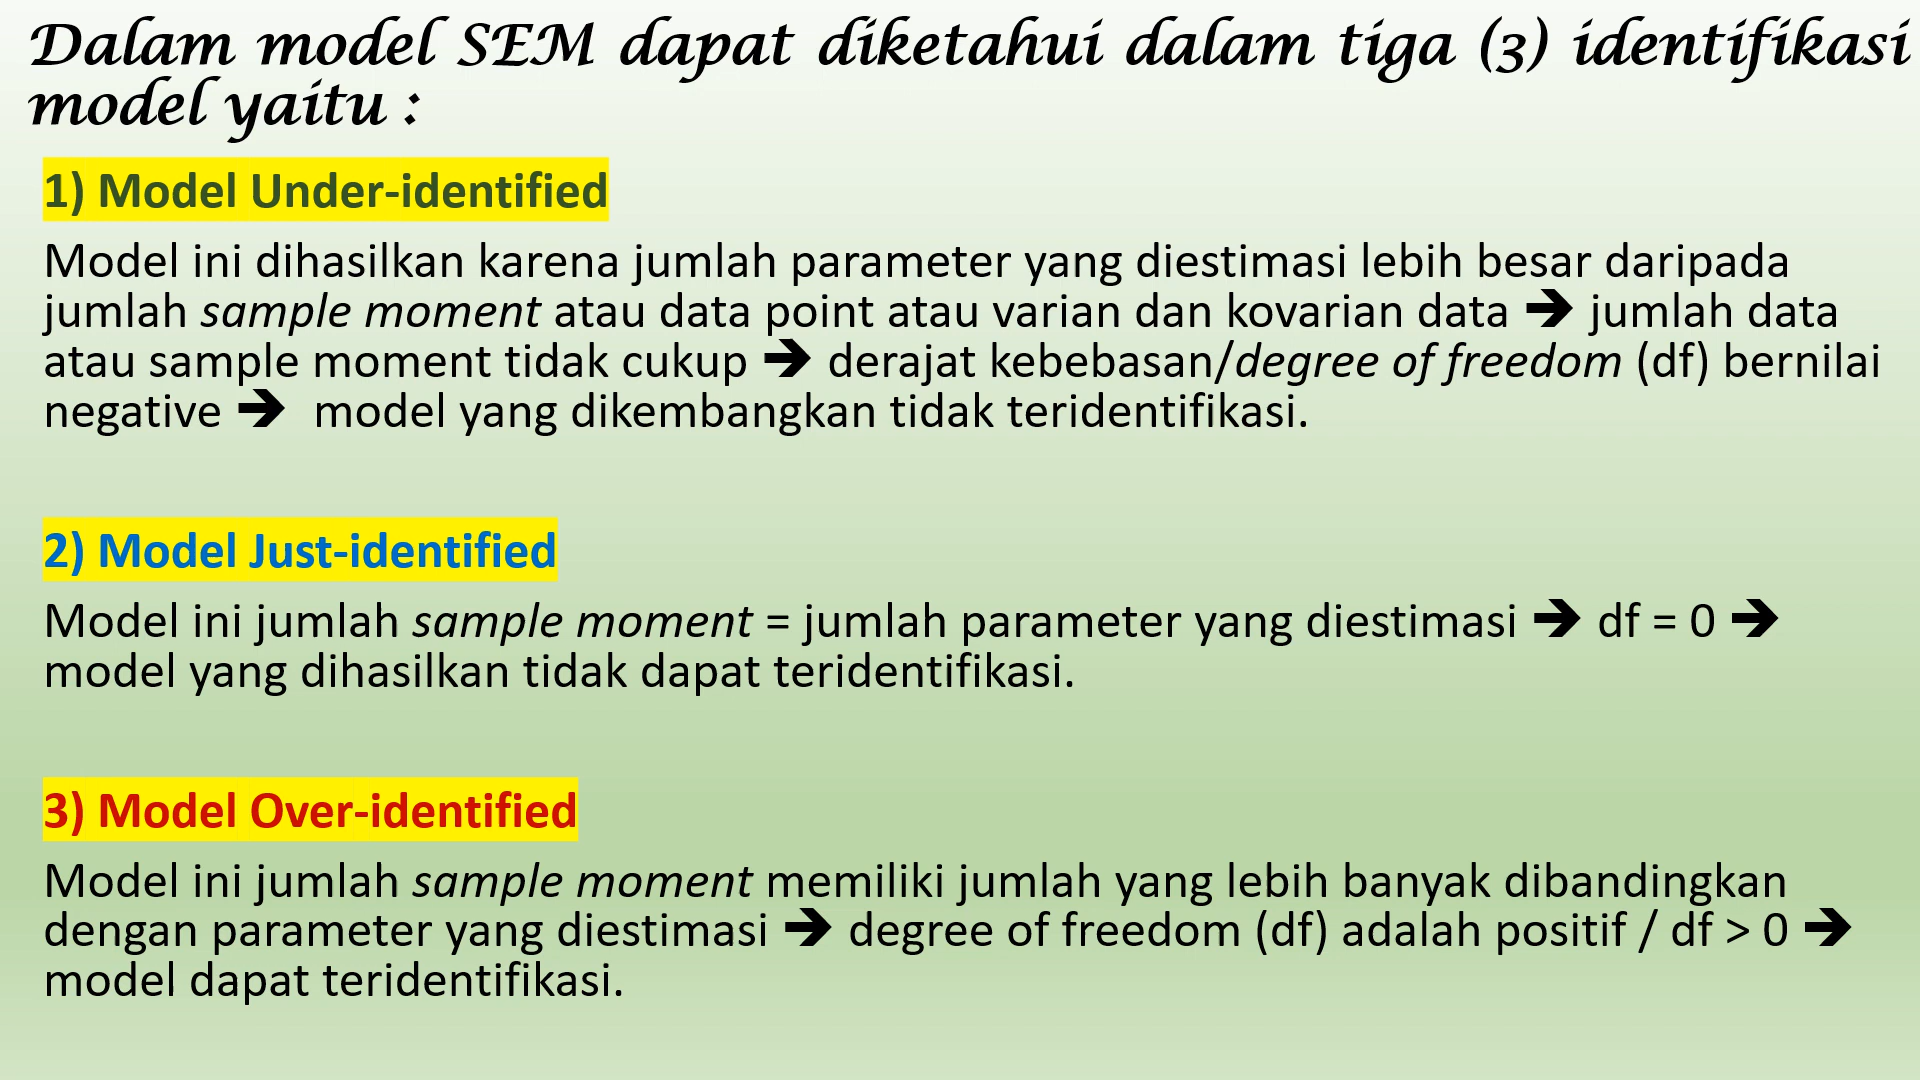 Dalam model SEM dapat diketahui dalam tiga (3) identifikasi
model yaitu :
1) Model Under-identified
Model ini dihasilkan karena jumlah parameter yang diestimasi lebih besar daripada
jumlah sample moment atau data point atau varian dan kovarian data ➔ jumlah data
atau sample moment tidak cukup ➔ derajat kebebasan/degree of freedom (df) bernilai
negative ➔ model yang dikembangkan tidak teridentifikasi.
2) Model Just-identified
Model ini jumlah sample moment = jumlah parameter yang diestimasi ➔ df = 0 ➔
model yang dihasilkan tidak dapat teridentifikasi.
3) Model Over-identified
Model ini jumlah sample moment memiliki jumlah yang lebih banyak dibandingkan
dengan parameter yang diestimasi ➔ degree of freedom (df) adalah positif / df > 0 ➔
model dapat teridentifikasi.